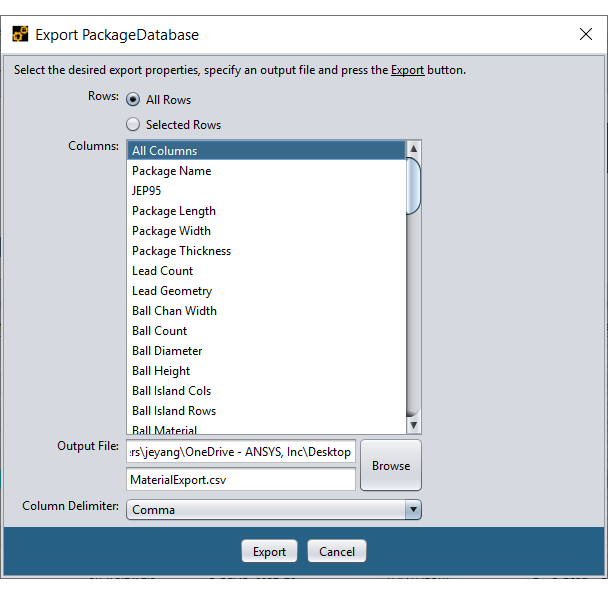 Export PackageDatabase
Select the desired export properties, specify an output file and press the Export button.
Rows: All Rows
Selected Rows
Columns: All Columns
Package Name
JEP95
Package Length
Package Width
Package Thickness
Lead Count
Lead Geometry
Ball Chan Width
Ball Count
Ball Diameter
Ball Height
Ball Island Cols
Ball Island Rows
Ball Material
Output File: ers\jeyang\OneDrive - ANSYS, Inc\Desktop
Browse
MaterialExport.csv
Column Delimiter: Comma
Export Cancel